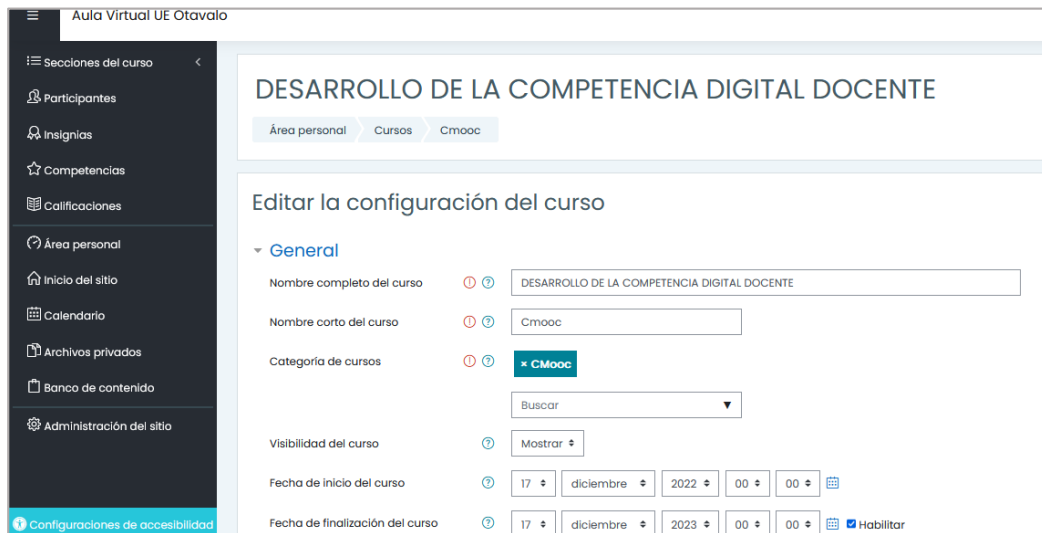 Aula Virtual UE Otavalo
Secciones del curso
Participantes
Insignias
Competencias
Calificaciones
Área personal
Inicio del sitio
Calendario
Archivos privados
Banco de contenido
Administración del sitio
Configuraciones de accesibilidad
DESARROLLO DE LA COMPETENCIA DIGITAL DOCENTE
Área personal Cursos Cmooc
Editar la configuración del curso
General
Nombre completo del curso DESARROLLO DE LA COMPETENCIA DIGITAL DOCENTE
Nombre corto del curso Cmooc
Categoría de cursos × CMooc
Buscar
Visibilidad del curso Mostrar
Fecha de inicio del curso 17 diciembre 2022 00 00
Fecha de finalización del curso 17 diciembre 2023 00 00 Habilitar